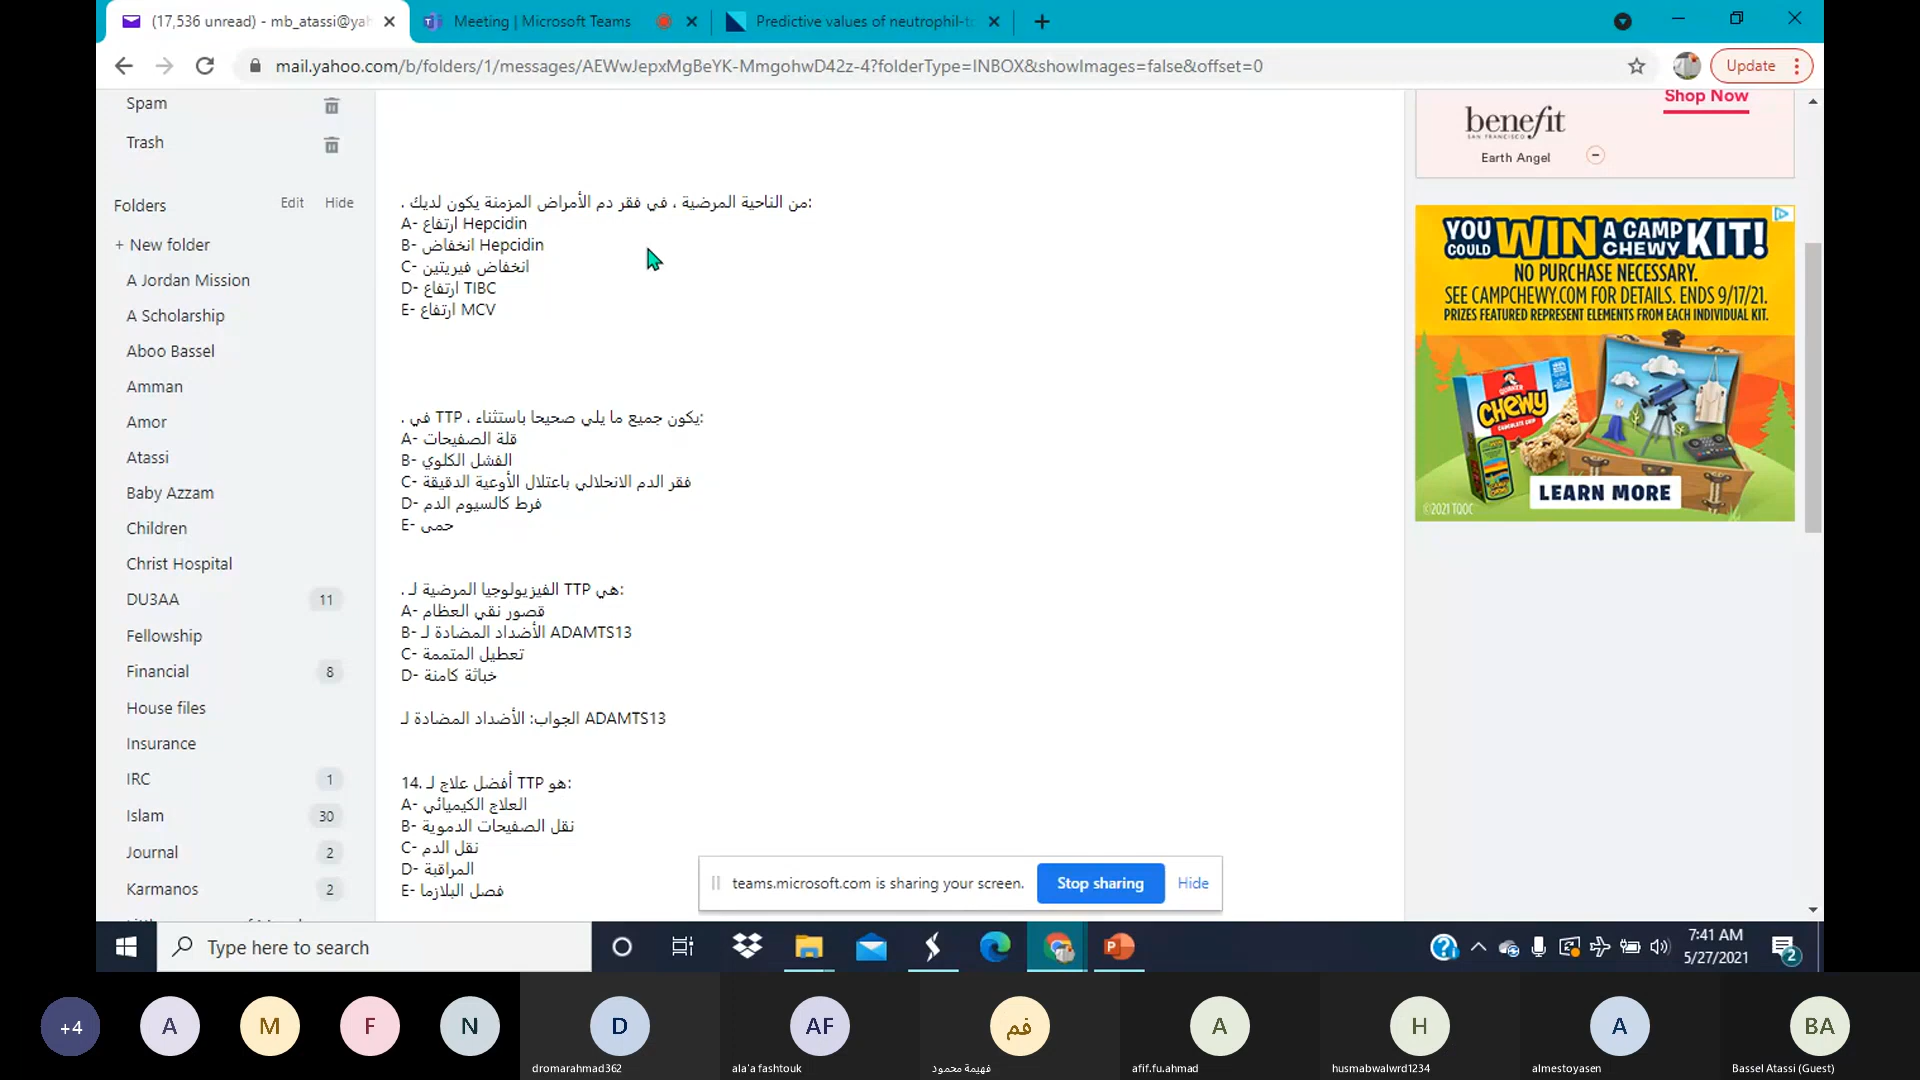 (17,536 unread) - mb_atassi@yah
Meeting | Microsoft Teams
Predictive values of neutrophil-to
mail.yahoo.com/b/folders/1/messages/AEWwJepxMgBeYK-MmgohwD42z-4?folderType=INBOX&showImages=false&offset=0
Update
Spam
Trash
Folders
Edit
Hide
+ New folder
A Jordan Mission
A Scholarship
Aboo Bassel
Amman
Amor
Atassi
Baby Azzam
Children
Christ Hospital
DU3AA 11
Fellowship
Financial 8
House files
Insurance
IRC 1
Islam 30
Journal 2
Karmanos 2
. من الناحية المرضية ، في فقر دم الأمراض المزمنة يكون لديك:
A- ارتفاع Hepcidin
B- انخفاض Hepcidin
C- انخفاض فيريتين
D- ارتفاع TIBC
E- ارتفاع MCV
. في TTP ، يكون جميع ما يلي صحيحا باستثناء:
A- قلة الصفيحات
B- الفشل الكلوي
C- فقر الدم الانحلالي باعتلال الأوعية الدقيقة
D- فرط كالسيوم الدم
E- حمى
. الفيزيولوجيا المرضية لـ TTP هي:
A- قصور نقي العظام
B- الأضداد المضادة لـ ADAMTS13
C- تعطيل المتممة
D- خباثة كامنة
الجواب: الأضداد المضادة لـ ADAMTS13
14. أفضل علاج لـ TTP هو:
A- العلاج الكيميائي
B- نقل الصفيحات الدموية
C- نقل الدم
D- المراقبة
E- فصل البلازما
Shop Now
benefit
SAN FRANCISCO
Earth Angel
YOU COULD WIN A CAMP CHEWY KIT!
NO PURCHASE NECESSARY.
SEE CAMPCHEWY.COM FOR DETAILS. ENDS 9/17/21.
PRIZES FEATURED REPRESENT ELEMENTS FROM EACH INDIVIDUAL KIT.
QUAKER
CHEWY
LEARN MORE
©2021 TQOC
teams.microsoft.com is sharing your screen.
Stop sharing
Hide
Type here to search
7:41 AM
5/27/2021
2
+4
A
M
F
N
D
AF
فم
A
H
A
BA
dromarahmad362
ala'a fashtouk
فهيمة محمود
afif.fu.ahmad
husmabwalwrd1234
almestoyasen
Bassel Atassi (Guest)